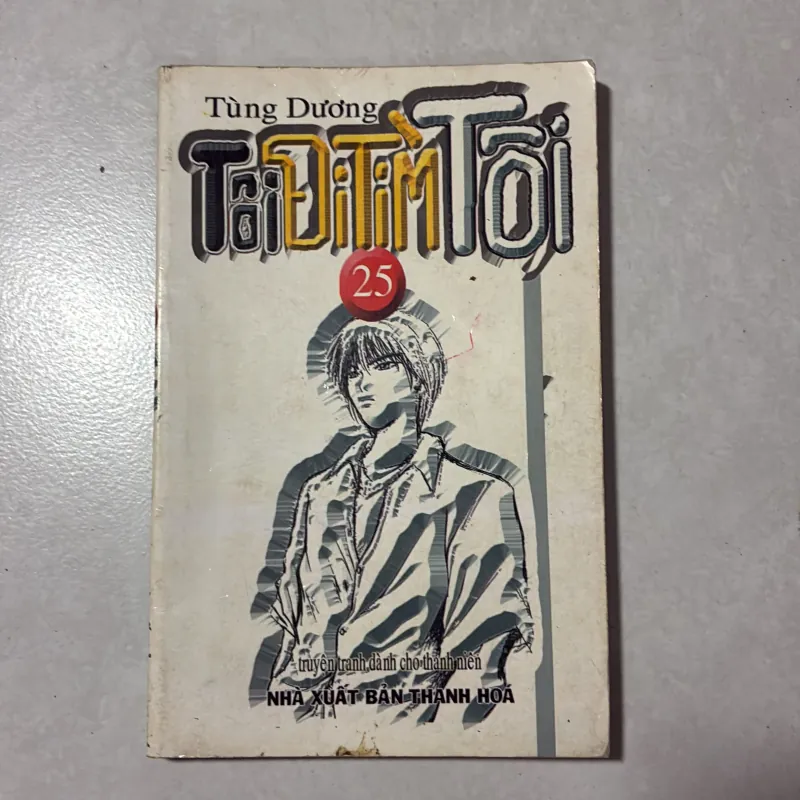 Tùng Dương
Tôi Đi Tìm Tôi
25
truyện tranh dành cho thanh niên
NHÀ XUẤT BẢN THANH HOÁ